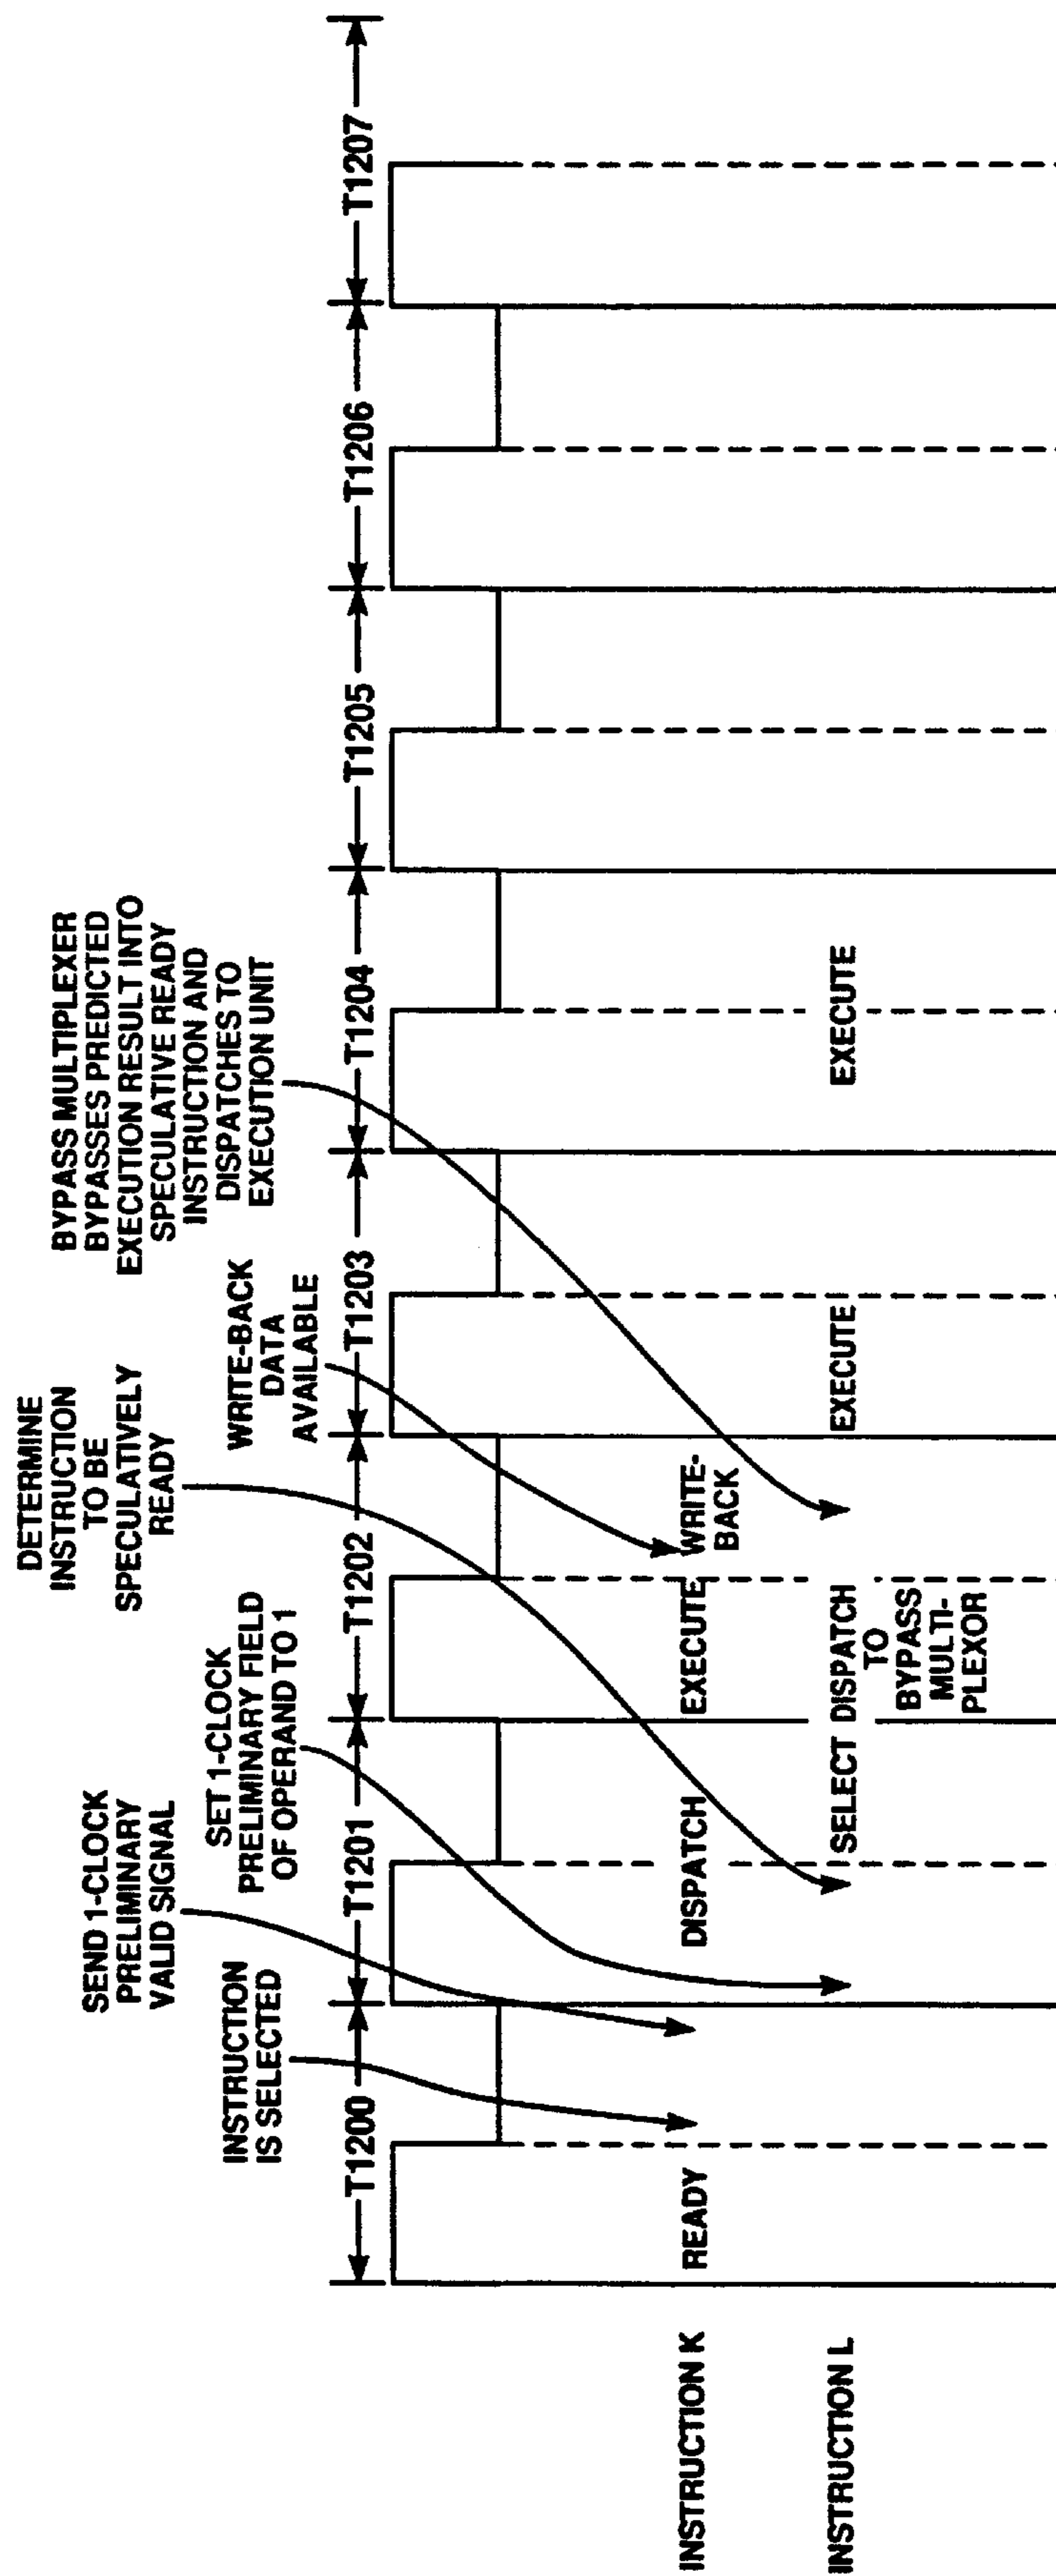 DETERMINE
INSTRUCTION
TO BE
SPECULATIVELY
READY
BYPASS MULTIPLEXER
BYPASSES PREDICTED
EXECUTION RESULT INTO
SPECULATIVE READY
INSTRUCTION AND
DISPATCHES TO
EXECUTION UNIT
SEND 1-CLOCK
PRELIMINARY
VALID SIGNAL
SET 1-CLOCK
PRELIMINARY FIELD
OF OPERAND TO 1
WRITE-BACK
DATA
AVAILABLE
INSTRUCTION
IS SELECTED
T1200 T1201 T1202 T1203 T1204 T1205 T1206 T1207
INSTRUCTION K READY DISPATCH EXECUTE WRITE-
BACK
INSTRUCTION L SELECT DISPATCH EXECUTE EXECUTE
TO
BYPASS
MULTI-
PLEXOR